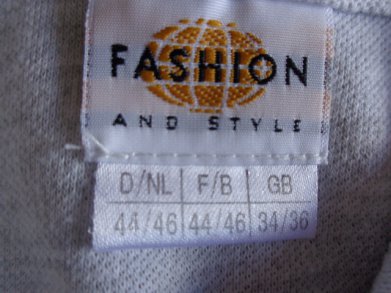 FASHION
AND STYLE
D/NL F/B GB
44/46 44/46 34/36